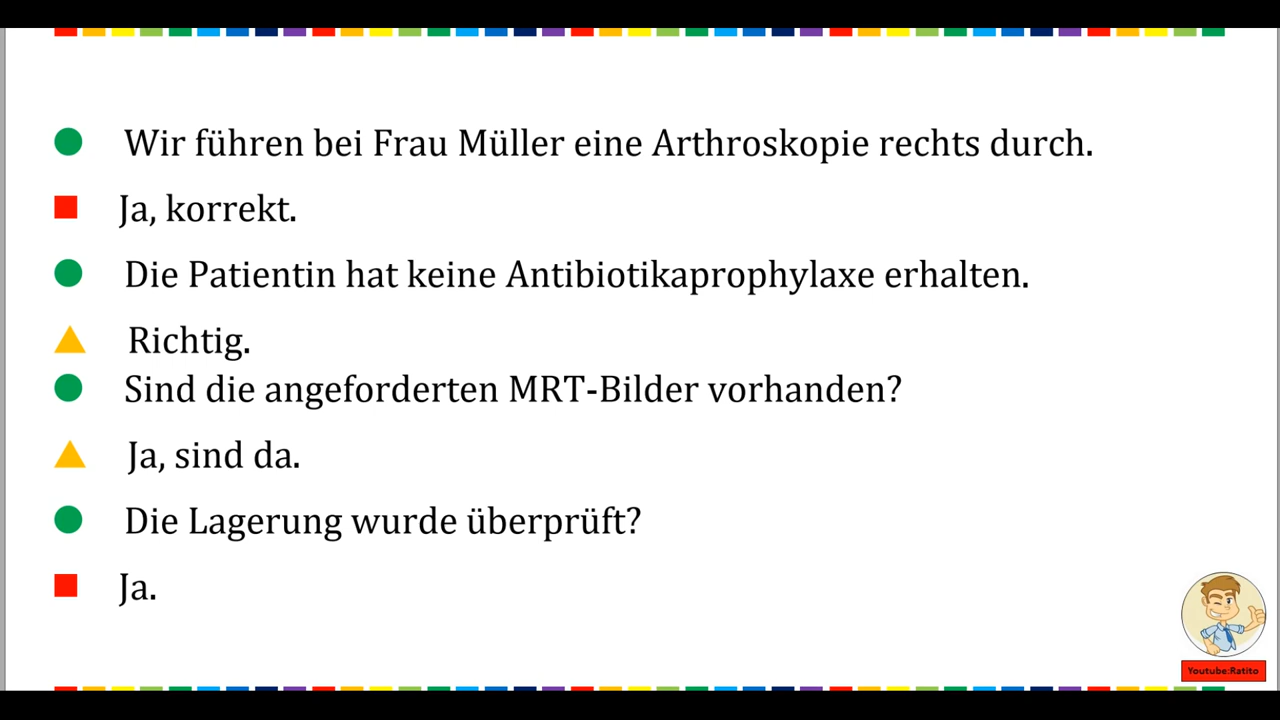 Wir führen bei Frau Müller eine Arthroskopie rechts durch.
Ja, korrekt.
Die Patientin hat keine Antibiotikaprophylaxe erhalten.
Richtig.
Sind die angeforderten MRT-Bilder vorhanden?
Ja, sind da.
Die Lagerung wurde überprüft?
Ja.
Youtube:Ratito